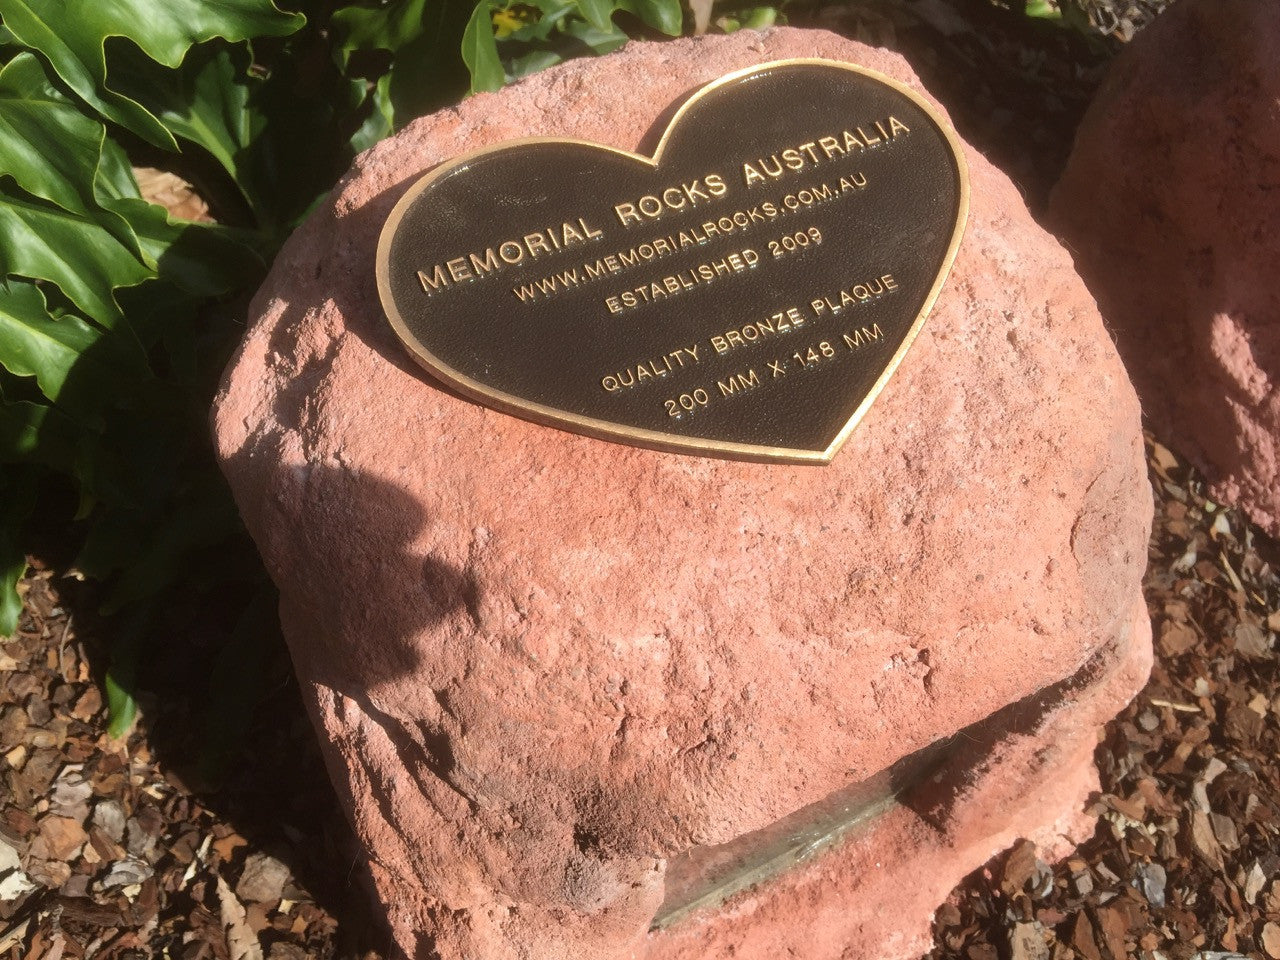 MEMORIAL ROCKS AUSTRALIA
WWW.MEMORIALROCKS.COM.AU
ESTABLISHED 2009
QUALITY BRONZE PLAQUE
200 MM X 148 MM